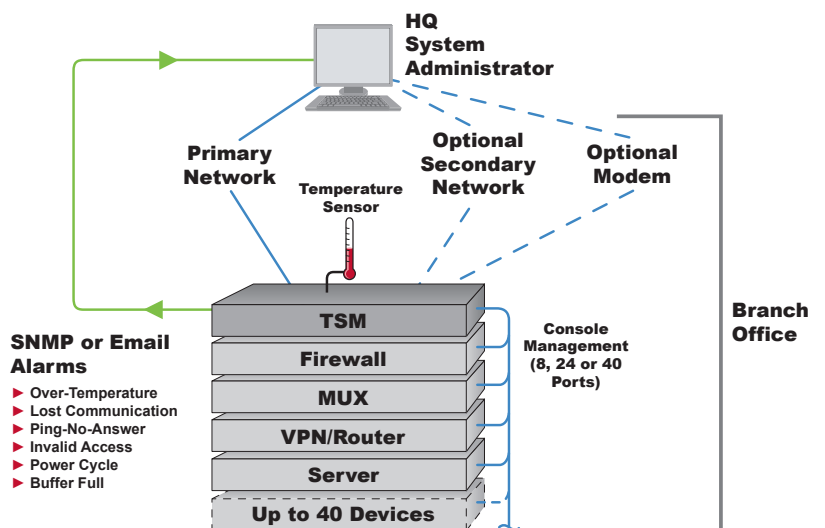 HQ
System
Administrator
Primary
Network
Optional
Secondary
Network
Optional
Modem
Temperature
Sensor
Branch
Office
TSM
Firewall
MUX
VPN/Router
Server
Up to 40 Devices
Console
Management
(8, 24 or 40
Ports)
SNMP or Email
Alarms
Over-Temperature
Lost Communication
Ping-No-Answer
Invalid Access
Power Cycle
Buffer Full